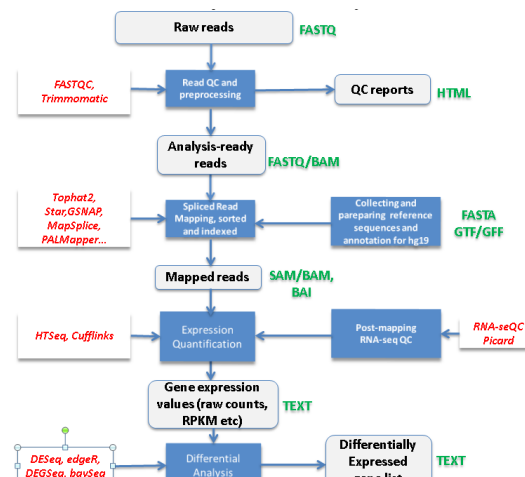 Raw reads
FASTQ
FASTQC,
Trimmomatic
Read QC and
preprocessing
QC reports
HTML
Analysis-ready
reads
FASTQ/BAM
Tophat2,
Star,GSNAP,
MapSplice,
PALMapper...
Spliced Read
Mapping, sorted
and indexed
Collecting and
pareparing reference
sequences and
annotation for hg19
FASTA
GTF/GFF
Mapped reads
SAM/BAM,
BAI
HTSeq, Cufflinks
Expression
Quantification
Post-mapping
RNA-seq QC
RNA-seQC
Picard
Gene expression
values (raw counts,
RPKM etc)
TEXT
DESeq, edgeR,
DEGSeq, baySeq
Differential
Analysis
Differentially
Expressed
gene list
TEXT